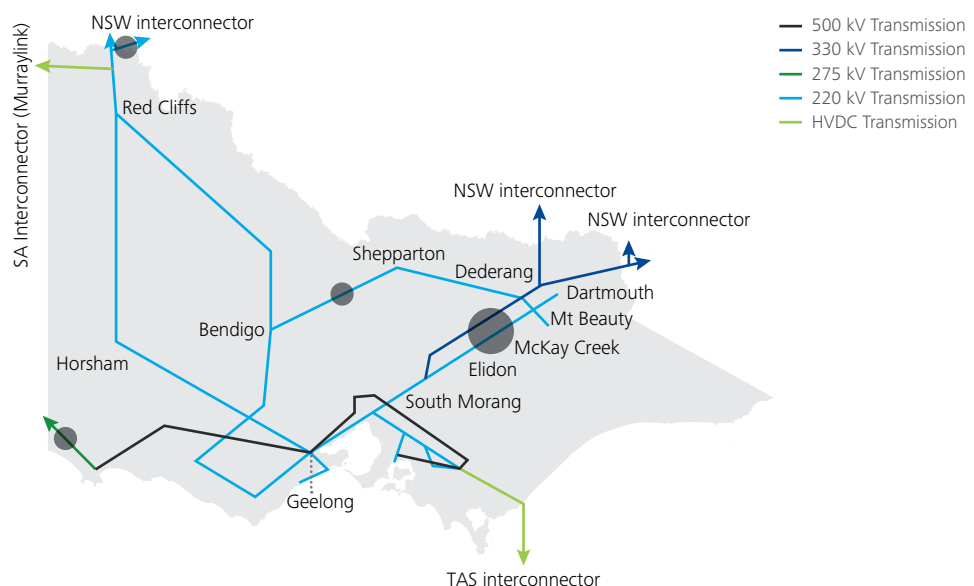 NSW interconnector
500 kV Transmission
330 kV Transmission
275 kV Transmission
220 kV Transmission
HVDC Transmission
SA Interconnector (Murraylink)
Red Cliffs
NSW interconnector
NSW interconnector
Shepparton
Dederang
Dartmouth
Mt Beauty
Bendigo
McKay Creek
Horsham
Elidon
South Morang
Geelong
TAS interconnector